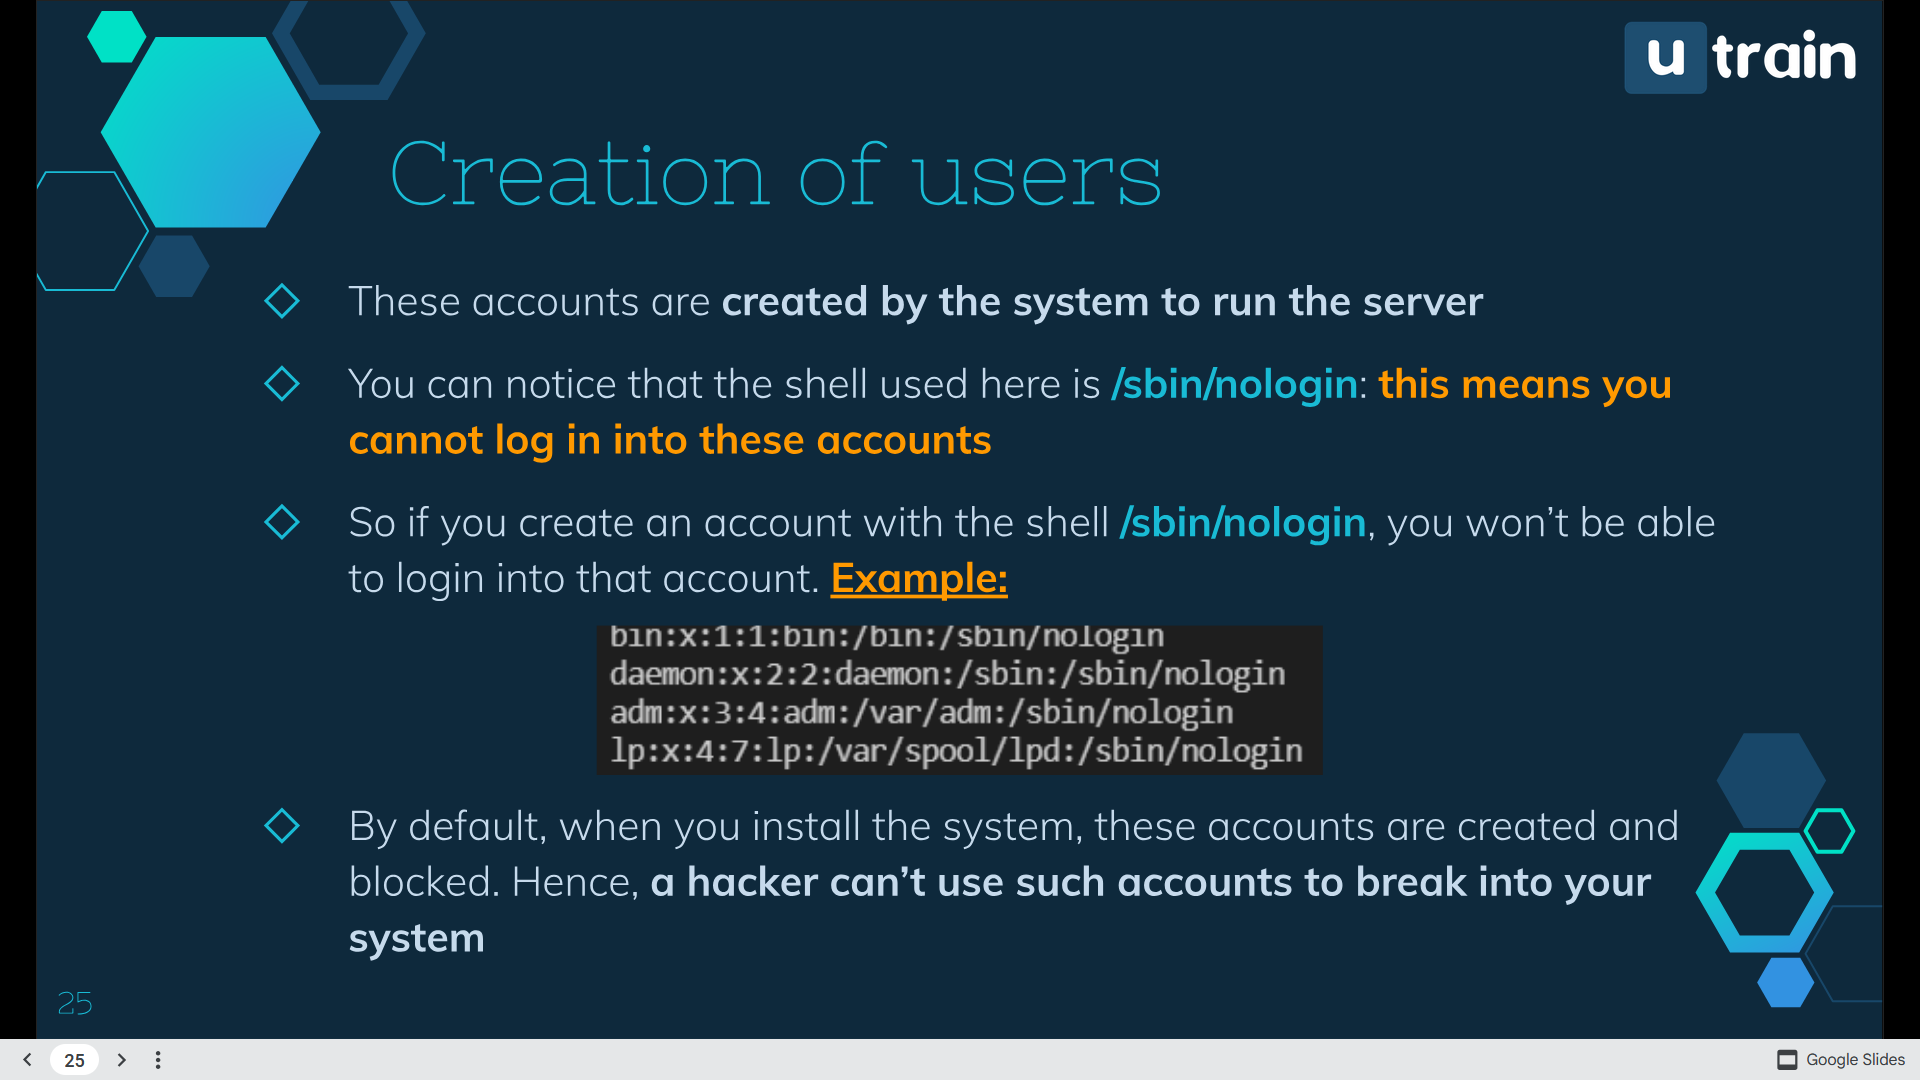 u train
Creation of users
These accounts are created by the system to run the server
You can notice that the shell used here is /sbin/nologin: this means you
cannot log in into these accounts
So if you create an account with the shell /sbin/nologin, you won’t be able
to login into that account. Example:
bin:x:1:1:bin:/bin:/sbin/nologin
daemon:x:2:2:daemon:/sbin:/sbin/nologin
adm:x:3:4:adm:/var/adm:/sbin/nologin
lp:x:4:7:lp:/var/spool/lpd:/sbin/nologin
By default, when you install the system, these accounts are created and
blocked. Hence, a hacker can’t use such accounts to break into your
system
25
25
Google Slides